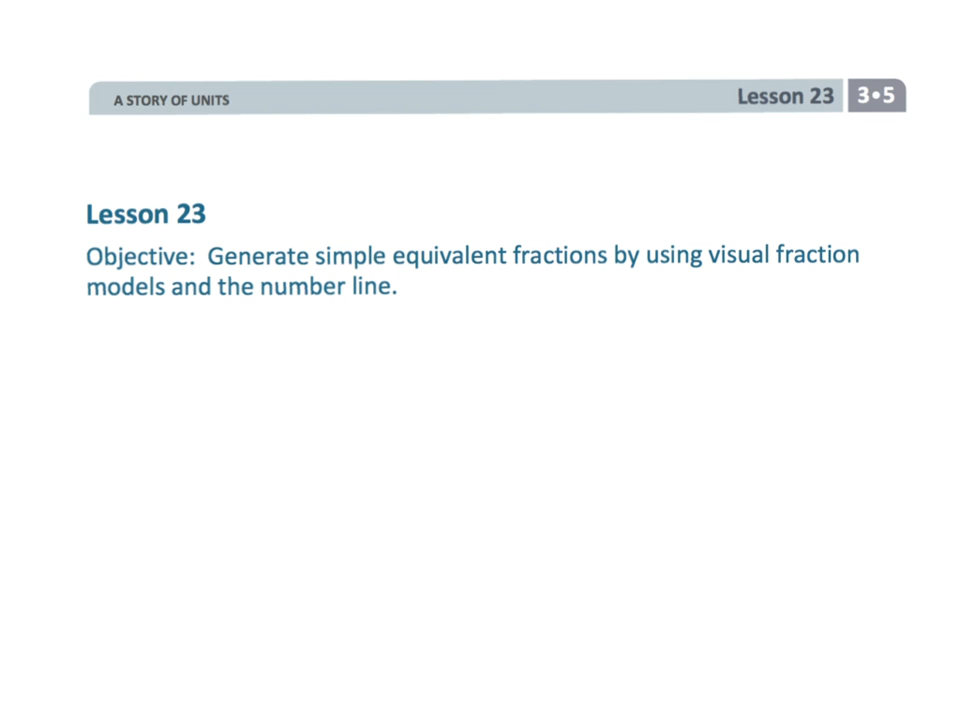 A STORY OF UNITS
Lesson 23 3•5
Lesson 23
Objective: Generate simple equivalent fractions by using visual fraction
models and the number line.